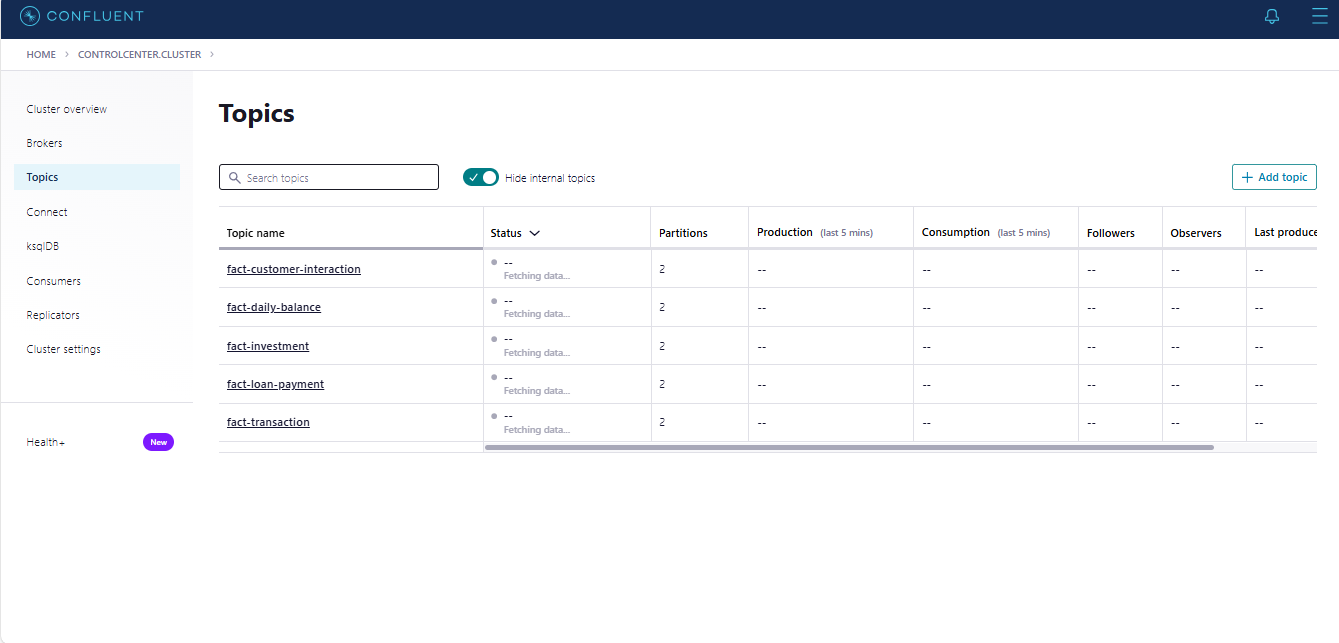 CONFLUENT
HOME > CONTROLCENTER.CLUSTER >
Cluster overview
Brokers
Topics
Connect
ksqlDB
Consumers
Replicators
Cluster settings
Health+ New
Topics
Search topics Hide internal topics + Add topic
Topic name Status Partitions Production (last 5 mins) Consumption (last 5 mins) Followers Observers Last produce
fact-customer-interaction -- 2 -- -- -- -- --
Fetching data...
fact-daily-balance -- 2 -- -- -- -- --
Fetching data...
fact-investment -- 2 -- -- -- -- --
Fetching data...
fact-loan-payment -- 2 -- -- -- -- --
Fetching data...
fact-transaction -- 2 -- -- -- -- --
Fetching data...